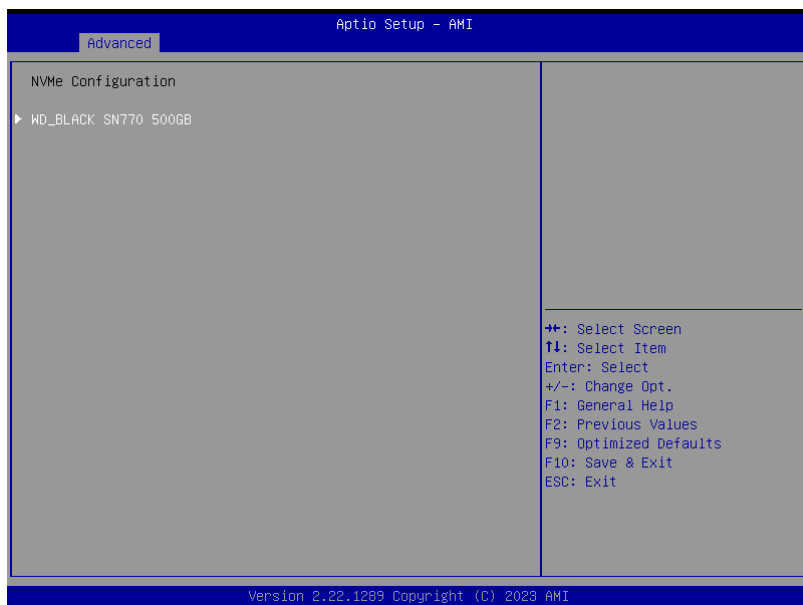 Aptio Setup – AMI
Advanced
NVMe Configuration
▶ WD_BLACK SN770 500GB
→←: Select Screen
↑↓: Select Item
Enter: Select
+/-: Change Opt.
F1: General Help
F2: Previous Values
F9: Optimized Defaults
F10: Save & Exit
ESC: Exit
Version 2.22.1289 Copyright (C) 2023 AMI